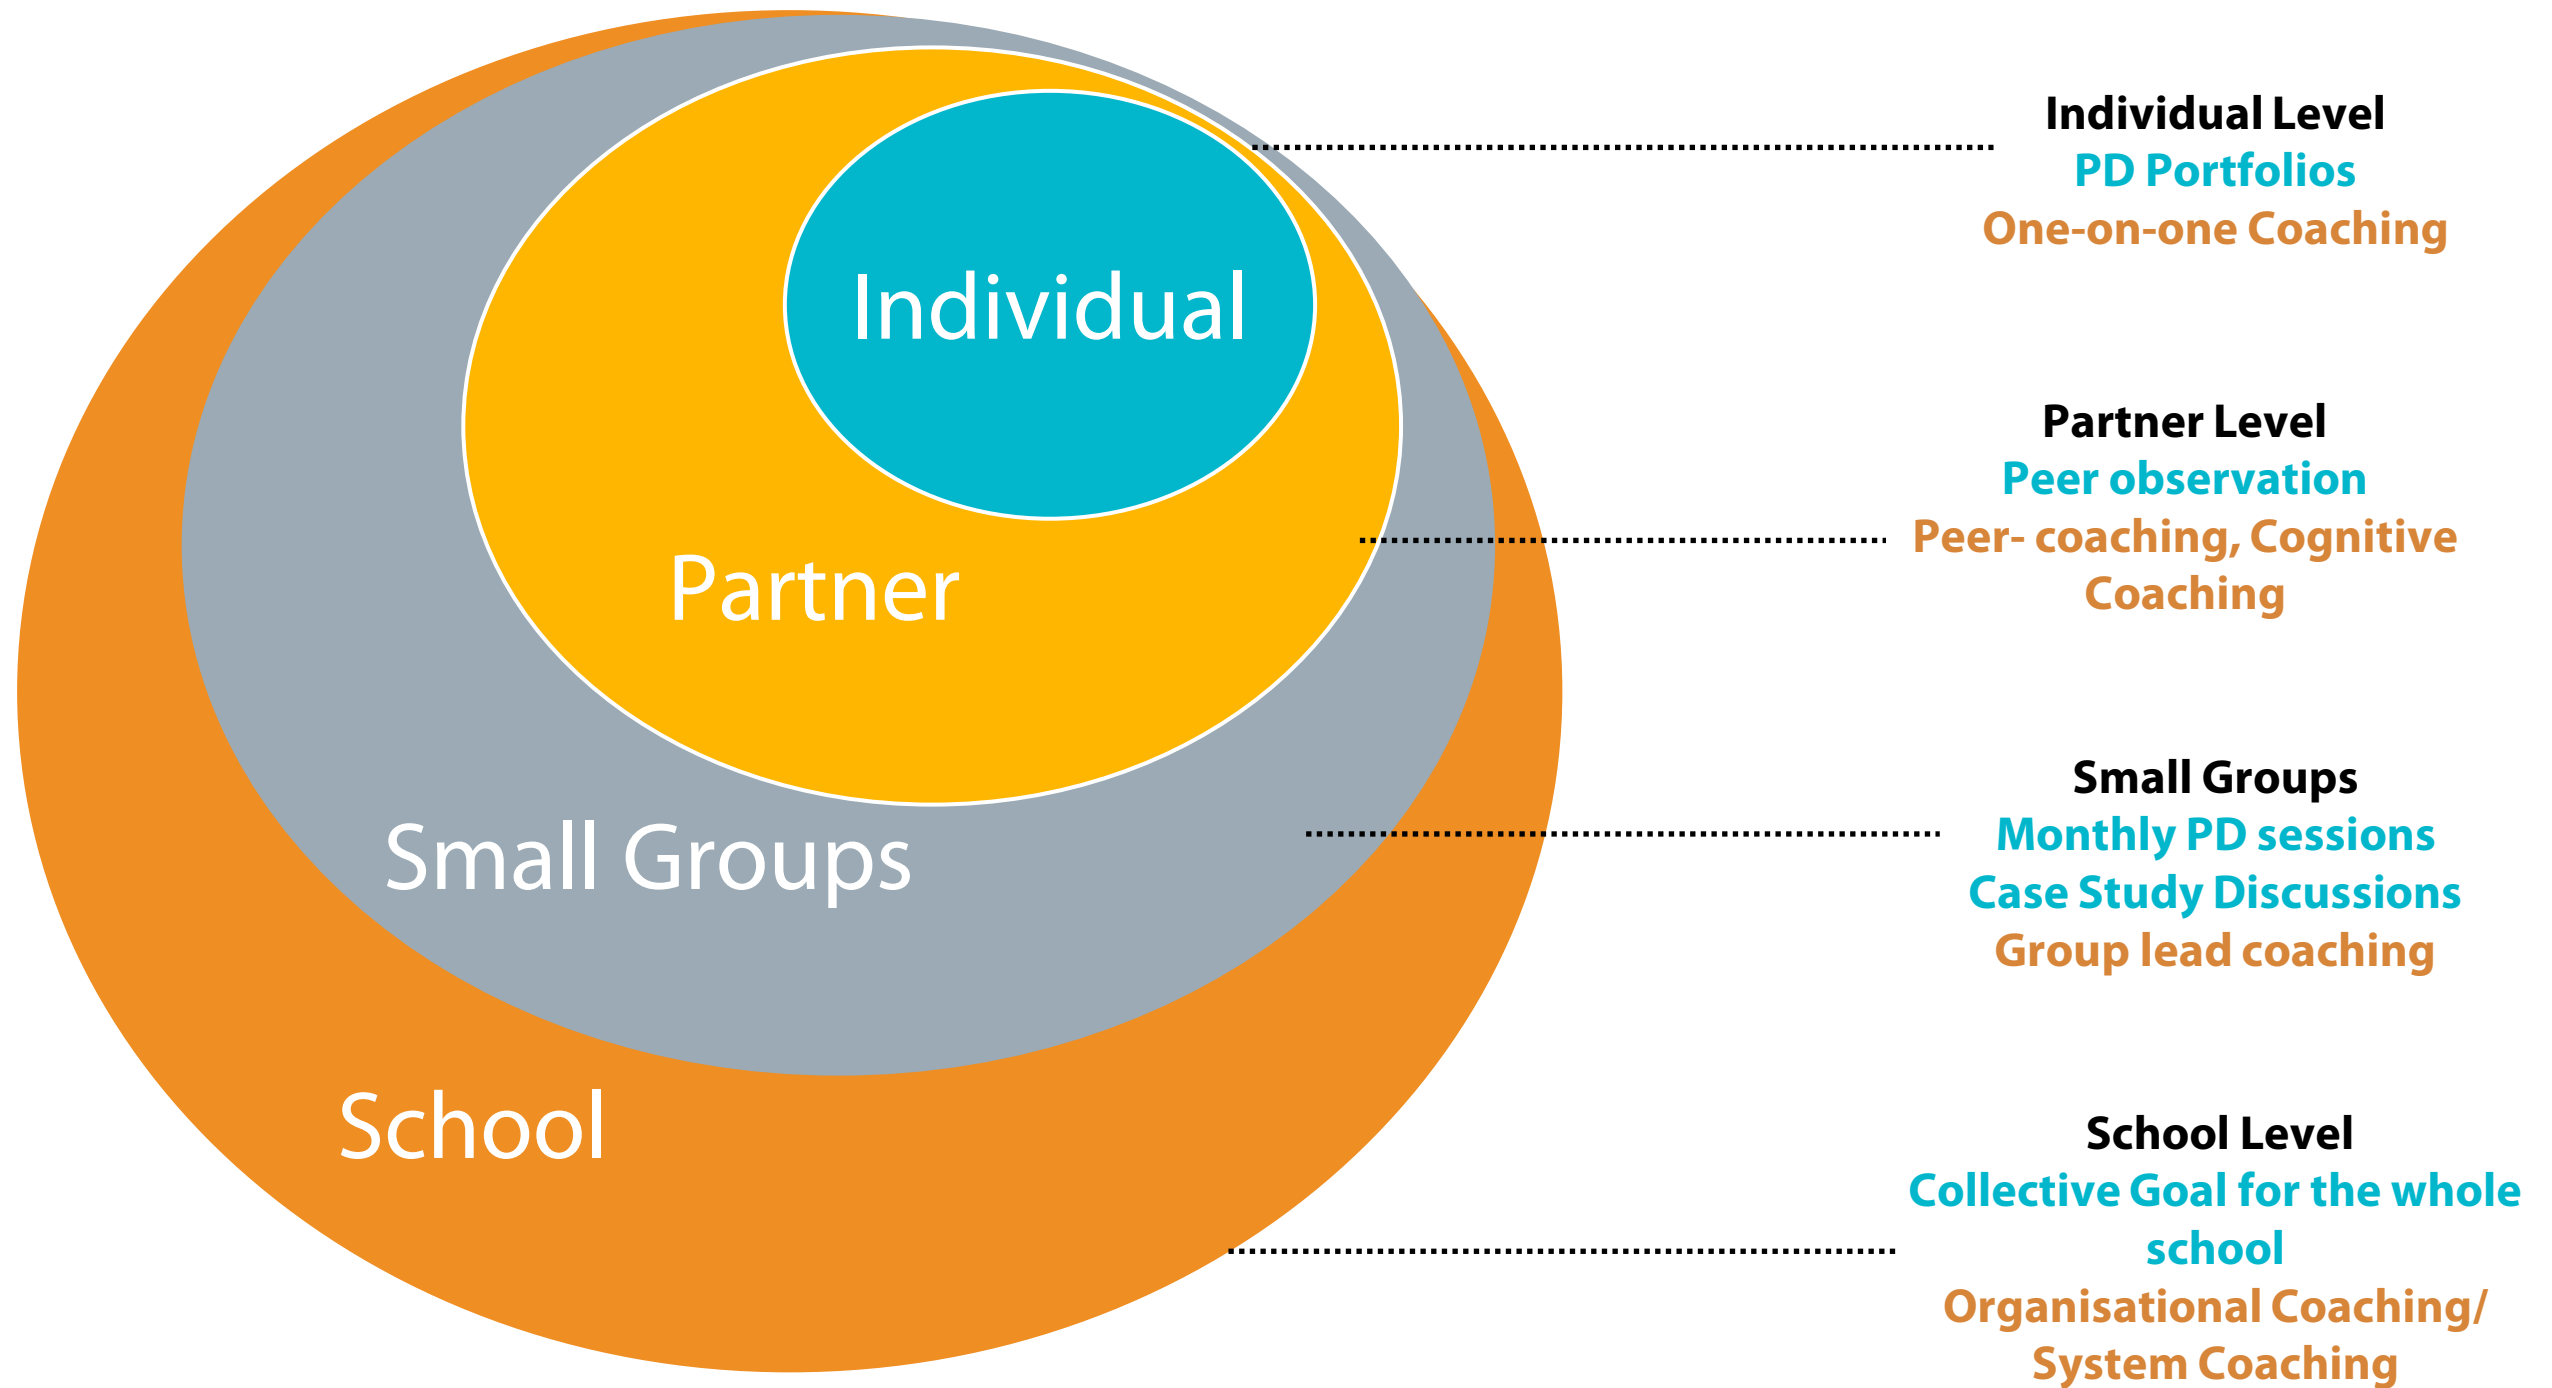 Individual
Partner
Small Groups
School
Individual Level
PD Portfolios
One-on-one Coaching
Partner Level
Peer observation
Peer- coaching, Cognitive
Coaching
Small Groups
Monthly PD sessions
Case Study Discussions
Group lead coaching
School Level
Collective Goal for the whole
school
Organisational Coaching/
System Coaching